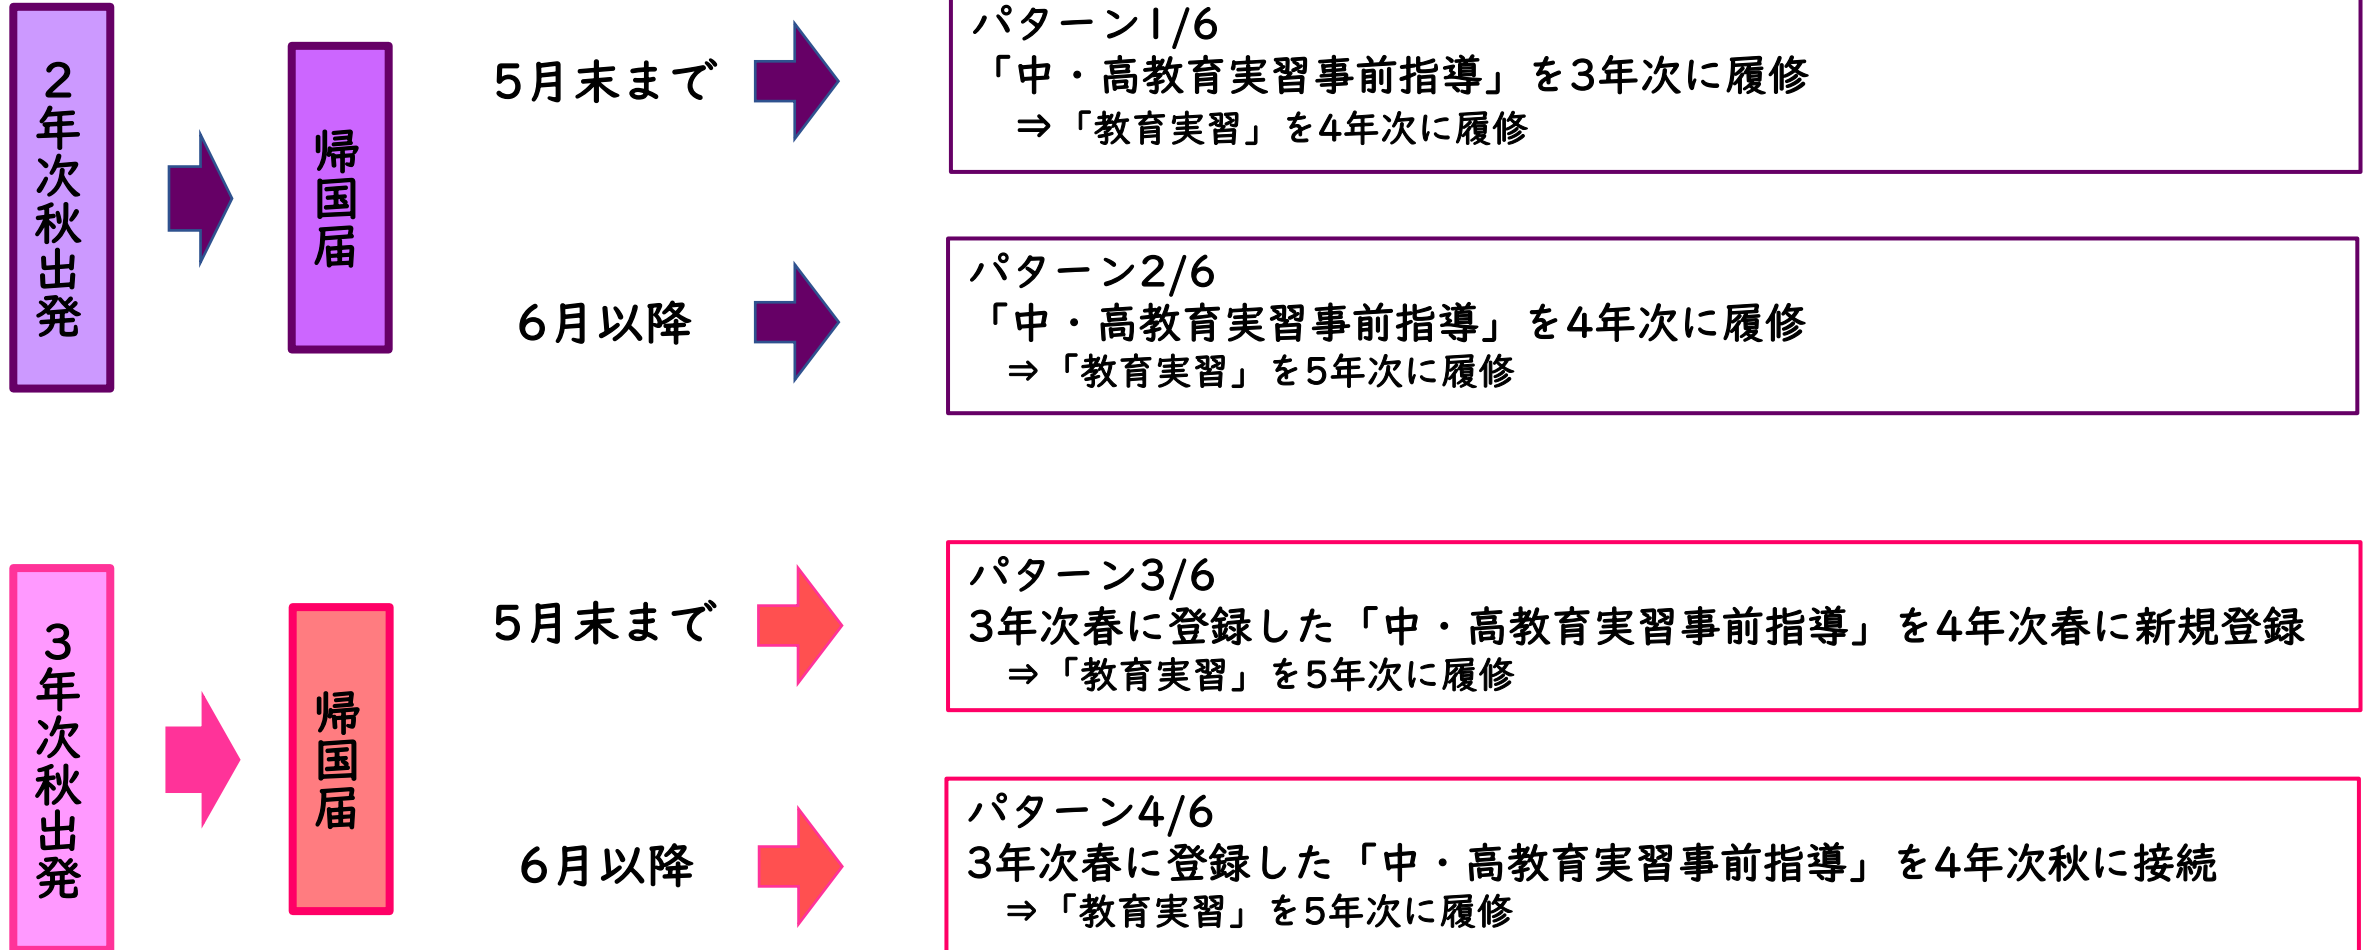 2年次秋出発
帰国届
5月末まで
パターン1/6
「中・高教育実習事前指導」を3年次に履修
⇒「教育実習」を4年次に履修
6月以降
パターン2/6
「中・高教育実習事前指導」を4年次に履修
⇒「教育実習」を5年次に履修
3年次秋出発
帰国届
5月末まで
パターン3/6
3年次春に登録した「中・高教育実習事前指導」を4年次春に新規登録
⇒「教育実習」を5年次に履修
6月以降
パターン4/6
3年次春に登録した「中・高教育実習事前指導」を4年次秋に接続
⇒「教育実習」を5年次に履修